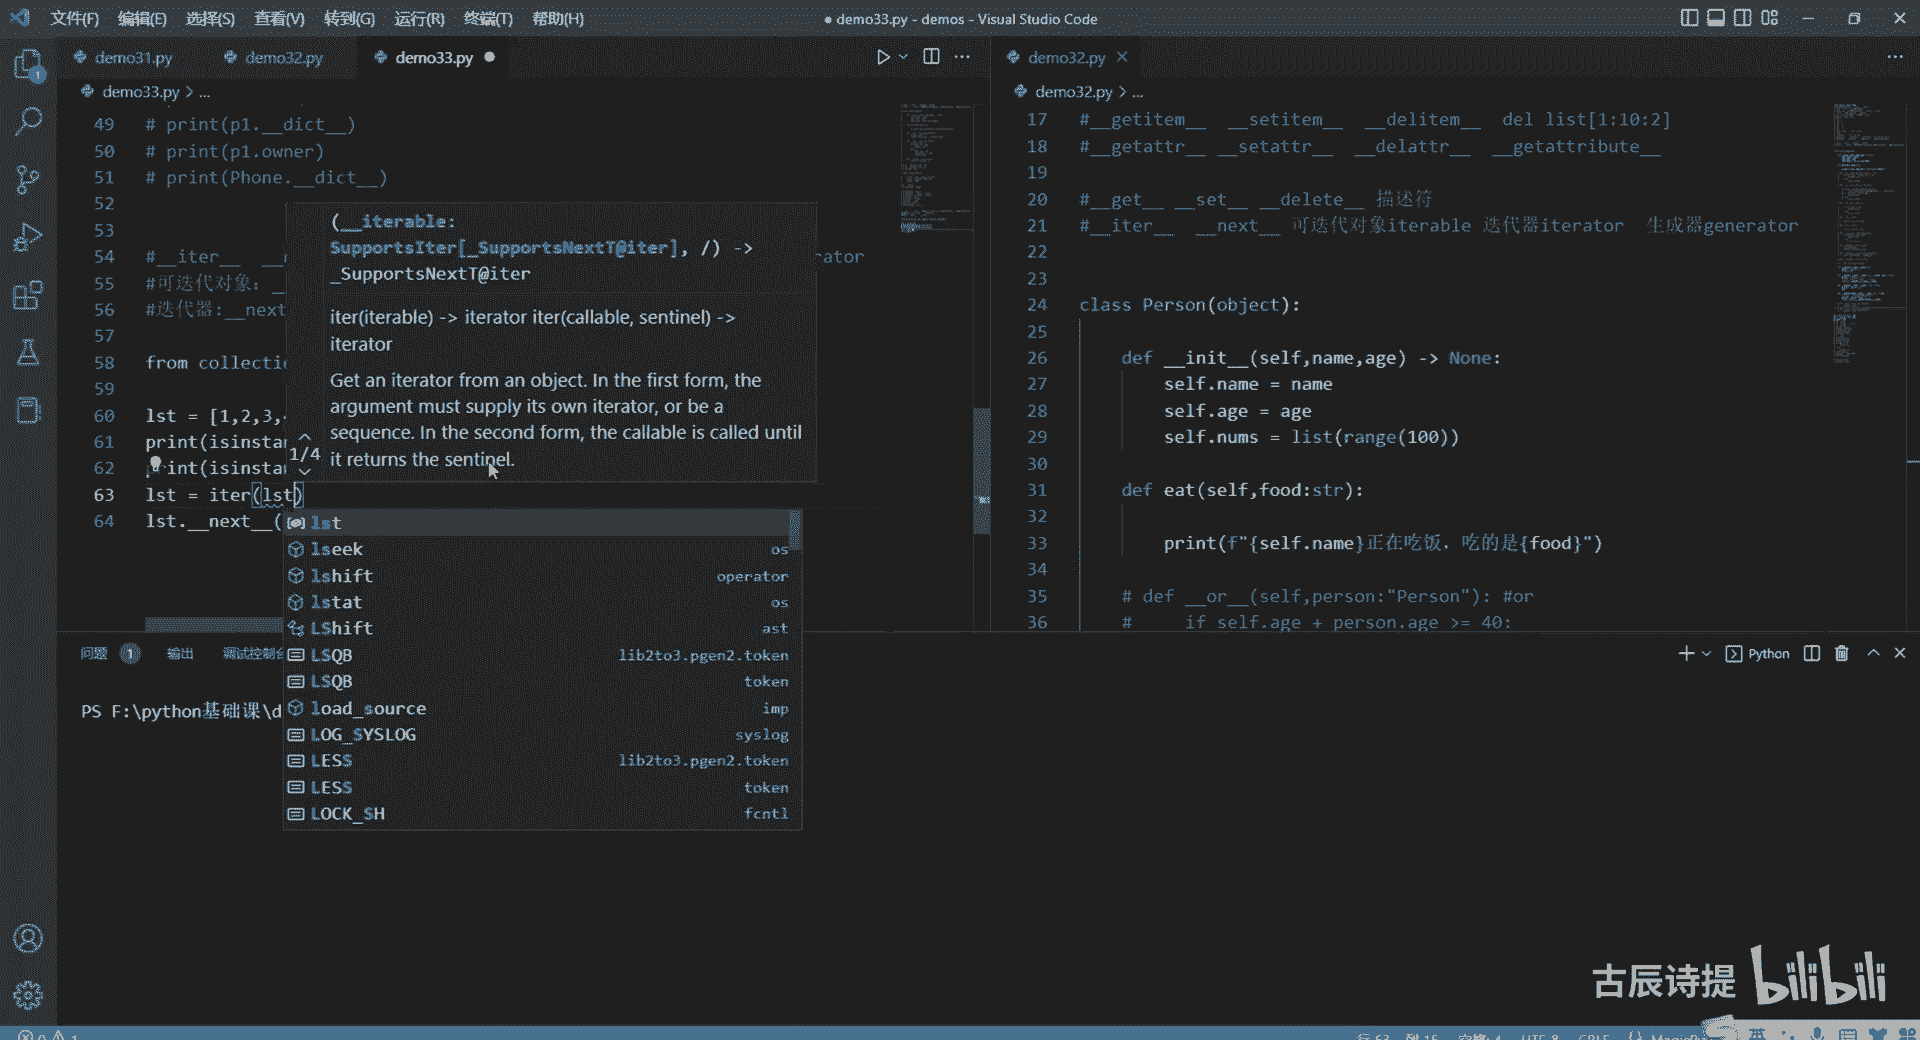 文件(F) 编辑(E) 选择(S) 查看(V) 转到(G) 运行(R) 终端(T) 帮助(H)
● demo33.py - demos - Visual Studio Code
demo31.py demo32.py demo33.py ●
demo33.py > ...
49 # print(p1.__dict__)
50 # print(p1.owner)
51 # print(Phone.__dict__)
52
53
54 #__iter__
55 #可迭代对象:
56 #迭代器:__next
57
58 from collecti
59
60 lst = [1,2,3,
61 print(isinsta
62 print(isinsta
63 lst = iter(lst)
64 lst.__next__(
(__iterable:
SupportsIter[_SupportsNextT@iter], /) ->
_SupportsNextT@iter
iter(iterable) -> iterator iter(callable, sentinel) ->
iterator
Get an iterator from an object. In the first form, the
argument must supply its own iterator, or be a
sequence. In the second form, the callable is called until
it returns the sentinel.
1/4
lst
lseek os
lshift operator
lstat os
LShift ast
LSQB lib2to3.pgen2.token
LSQB token
load_source imp
LOG_SYSLOG syslog
LESS lib2to3.pgen2.token
LESS token
LOCK_SH fcntl
demo32.py
demo32.py > ...
17 #__getitem__ __setitem__ __delitem__ del list[1:10:2]
18 #__getattr__ __setattr__ __delattr__ __getattribute__
19
20 #__get__ __set__ __delete__ 描述符
21 #__iter__ __next__ 可迭代对象iterable 迭代器iterator 生成器generator
22
23
24 class Person(object):
25
26 def __init__(self,name,age) -> None:
27 self.name = name
28 self.age = age
29 self.nums = list(range(100))
30
31 def eat(self,food:str):
32
33 print(f"{self.name}正在吃饭，吃的是{food}")
34
35 # def __or__(self,person:"Person"): #or
36 # if self.age + person.age >= 40:
问题 1 输出 调试控制台
Python
PS F:\python基础课\d
古辰诗提 bilibili